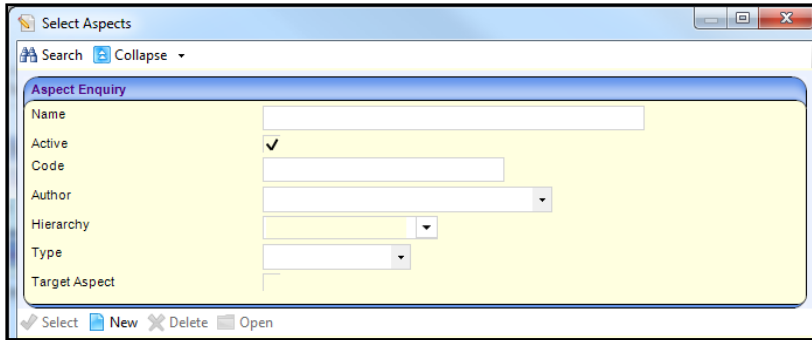 Select Aspects
Search Collapse
Aspect Enquiry
Name
Active
Code
Author
Hierarchy
Type
Target Aspect
Select New Delete Open